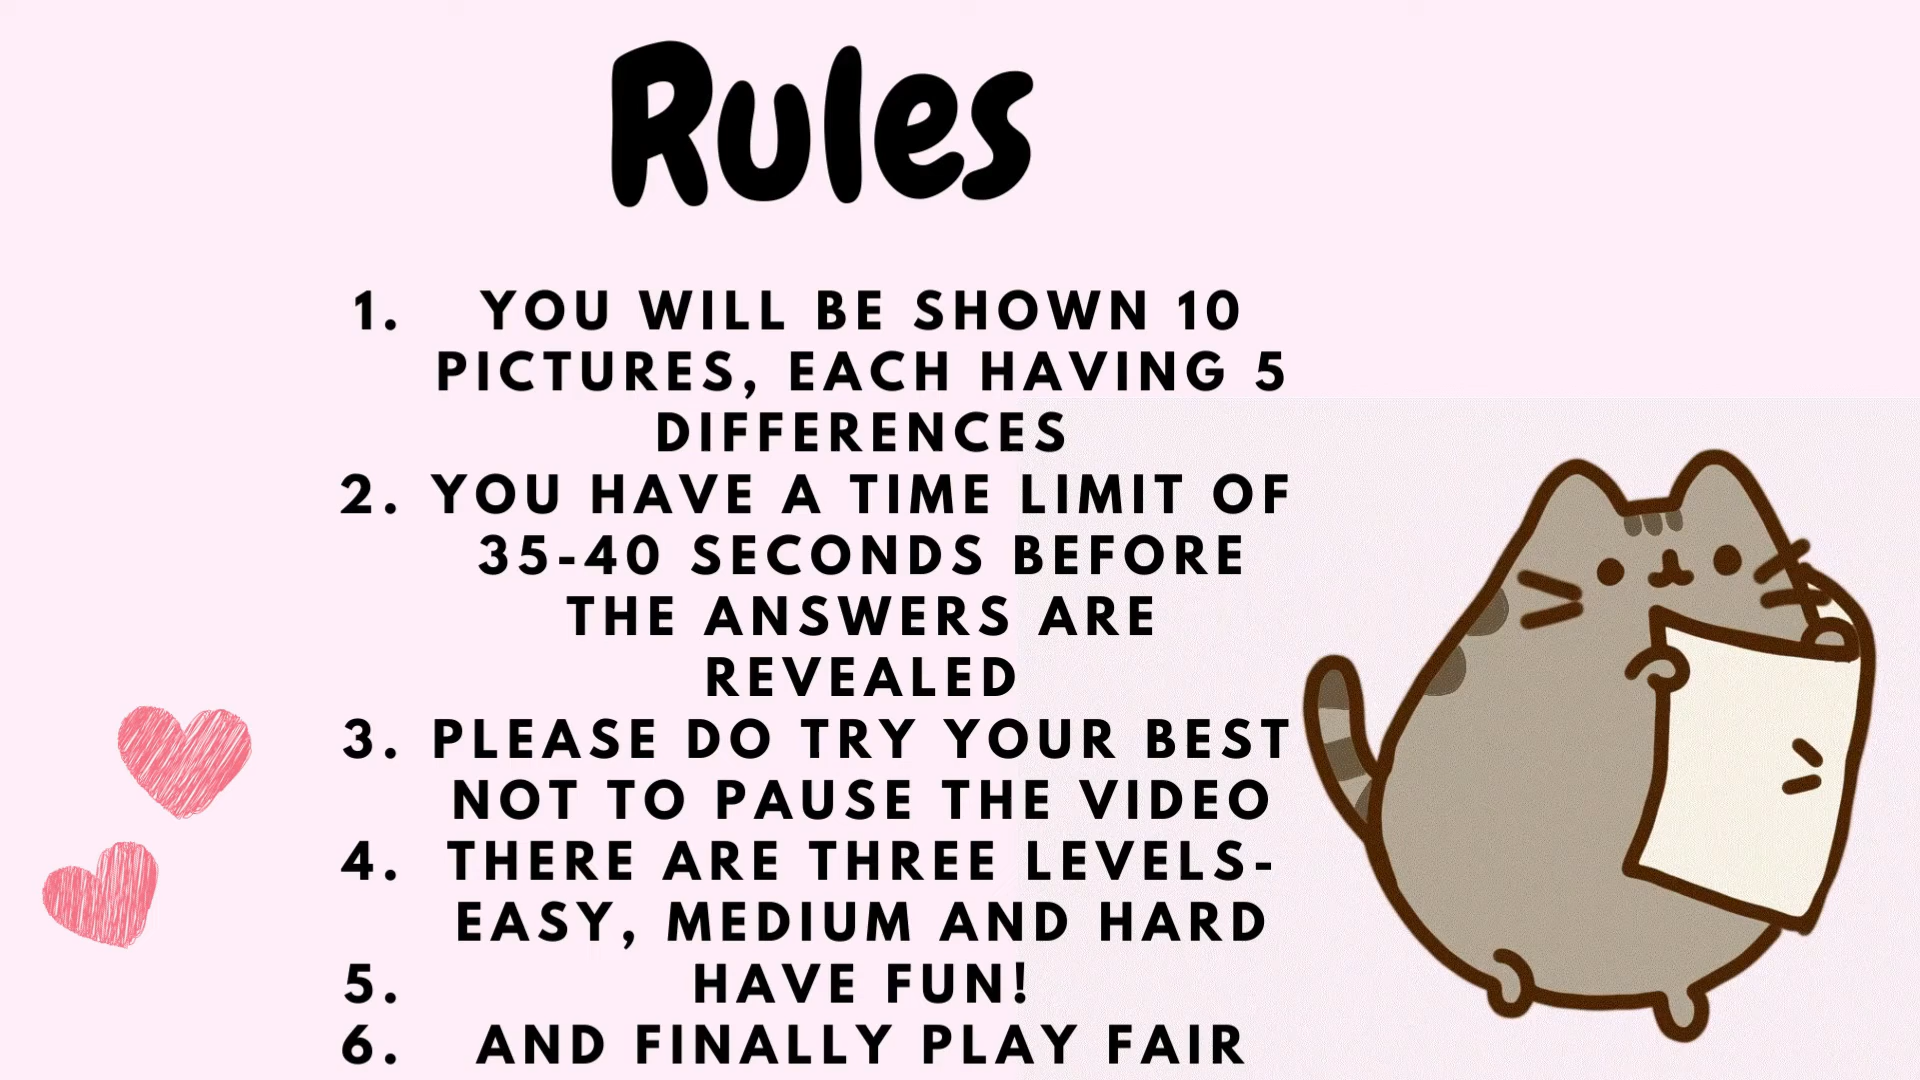 Rules
1. YOU WILL BE SHOWN 10
PICTURES, EACH HAVING 5
DIFFERENCES
2. YOU HAVE A TIME LIMIT OF
35-40 SECONDS BEFORE
THE ANSWERS ARE
REVEALED
3. PLEASE DO TRY YOUR BEST
NOT TO PAUSE THE VIDEO
4. THERE ARE THREE LEVELS-
EASY, MEDIUM AND HARD
5. HAVE FUN!
6. AND FINALLY PLAY FAIR